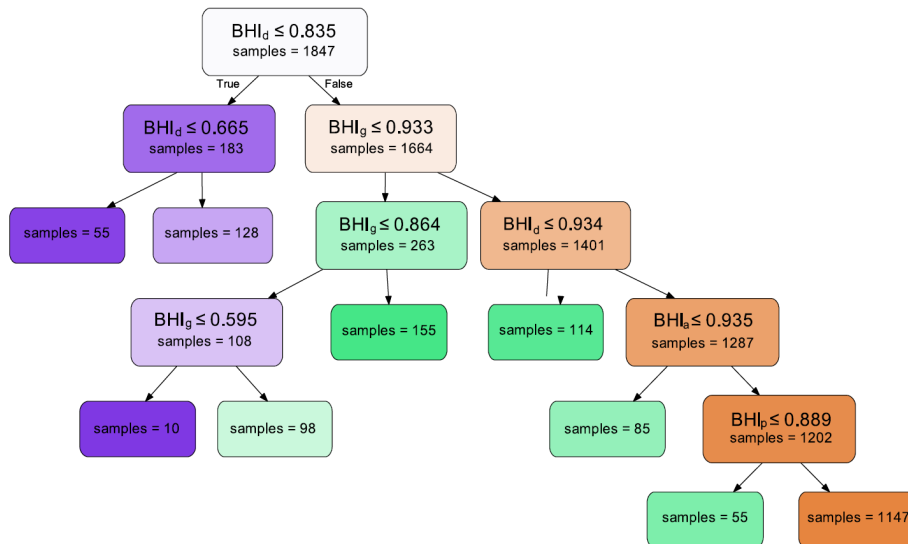 BHI_d ≤ 0.835
samples = 1847
True
False
BHI_d ≤ 0.665
samples = 183
BHI_g ≤ 0.933
samples = 1664
samples = 55
samples = 128
BHI_g ≤ 0.864
samples = 263
BHI_d ≤ 0.934
samples = 1401
BHI_g ≤ 0.595
samples = 108
samples = 155
samples = 114
BHI_a ≤ 0.935
samples = 1287
samples = 10
samples = 98
samples = 85
BHI_p ≤ 0.889
samples = 1202
samples = 55
samples = 1147